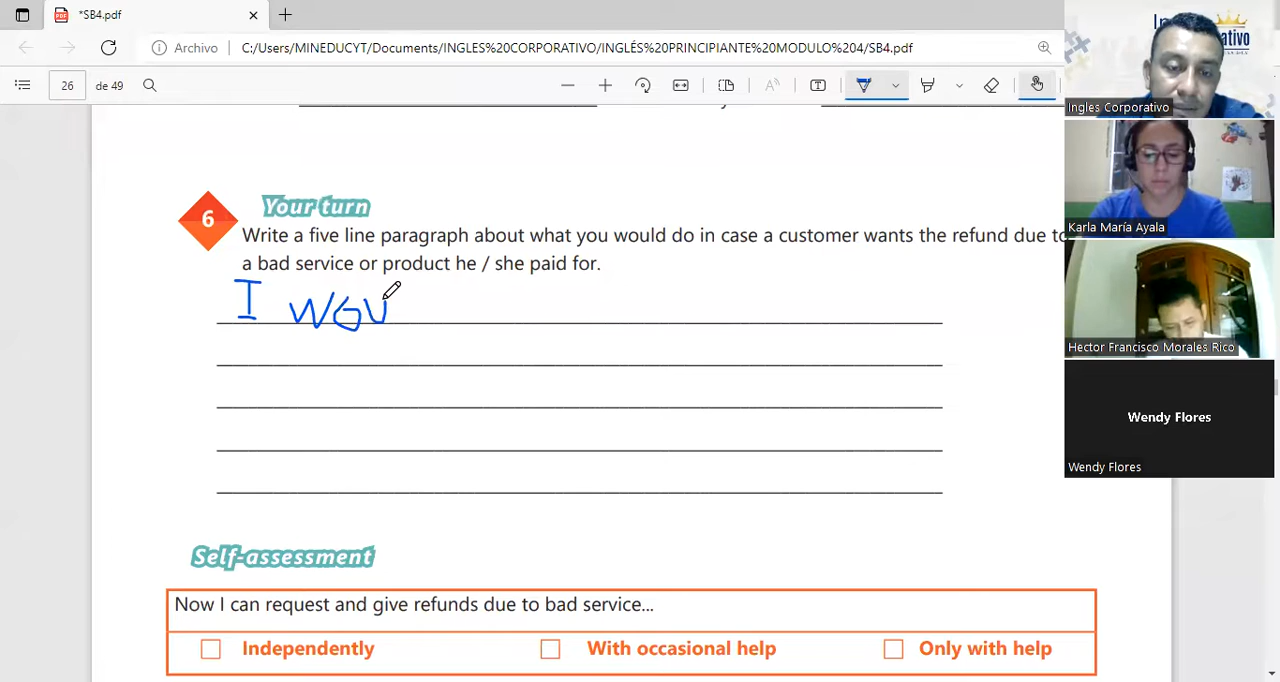 *SB4.pdf
Archivo
C:/Users/MINEDUCYT/Documents/INGLES%20CORPORATIVO/INGLÉS%20PRINCIPIANTE%20MODULO%204/SB4.pdf
26 de 49
6
Your turn
Write a five line paragraph about what you would do in case a customer wants the refund due to
a bad service or product he / she paid for.
I WOU
Self-assessment
Now I can request and give refunds due to bad service...
Independently
With occasional help
Only with help
Ingles Corporativo
Karla María Ayala
Hector Francisco Morales Rico
Wendy Flores
Wendy Flores